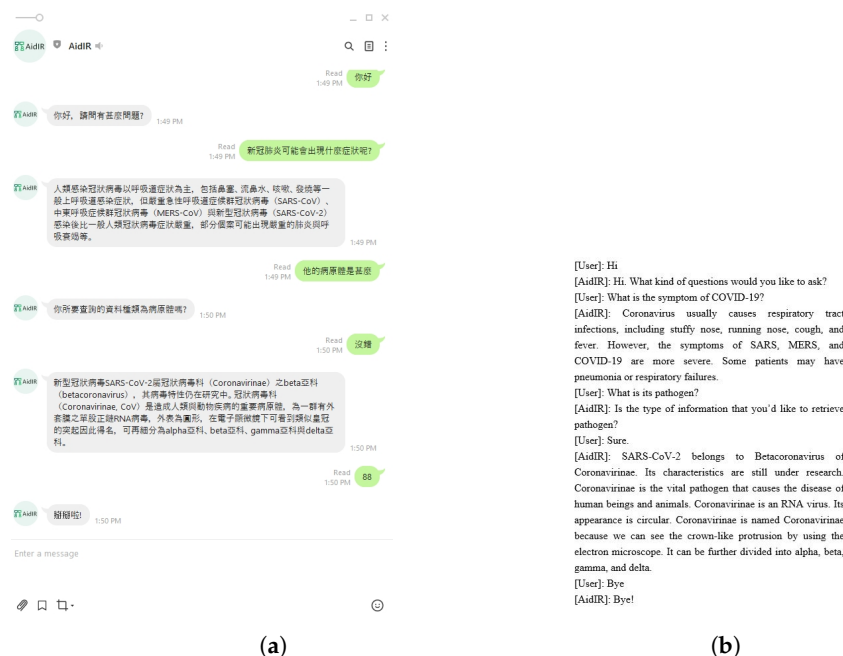 AidIR
AidIR
Read
1:49 PM
你好
AidIR
你好，請問有甚麼問題?
1:49 PM
Read
1:49 PM
新冠肺炎可能會出現什麼症狀呢?
AidIR
人類感染冠狀病毒以呼吸道症狀為主，包括鼻塞、流鼻水、咳嗽、發燒等一
般上呼吸道感染症狀，但嚴重急性呼吸道症候群冠狀病毒（SARS-CoV）、
中東呼吸症候群冠狀病毒（MERS-CoV）與新型冠狀病毒（SARS-CoV-2）
感染後比一般人類冠狀病毒症狀嚴重，部分個案可能出現嚴重的肺炎與呼
吸衰竭等。
1:49 PM
Read
1:49 PM
他的病原體是甚麼
AidIR
你所要查詢的資料種類為病原體嗎?
1:50 PM
Read
1:50 PM
沒錯
AidIR
新型冠狀病毒SARS-CoV-2屬冠狀病毒科（Coronavirinae）之beta亞科
（betacoronavirus），其病毒特性仍在研究中。冠狀病毒科
（Coronavirinae, CoV）是造成人類與動物疾病的重要病原體，為一群有外
套膜之單股正鏈RNA病毒，外表為圓形，在電子顯微鏡下可看到類似皇冠
的突起因此得名，可再細分為alpha亞科、beta亞科、gamma亞科與delta亞
科。
1:50 PM
Read
1:50 PM
88
AidIR
掰掰啦!
1:50 PM
Enter a message
(a)
[User]: Hi
[AidIR]: Hi. What kind of questions would you like to ask?
[User]: What is the symptom of COVID-19?
[AidIR]: Coronavirus usually causes respiratory tract
infections, including stuffy nose, running nose, cough, and
fever. However, the symptoms of SARS, MERS, and
COVID-19 are more severe. Some patients may have
pneumonia or respiratory failures.
[User]: What is its pathogen?
[AidIR]: Is the type of information that you'd like to retrieve
pathogen?
[User]: Sure.
[AidIR]: SARS-CoV-2 belongs to Betacoronavirus of
Coronavirinae. Its characteristics are still under research.
Coronavirinae is the vital pathogen that causes the disease of
human beings and animals. Coronavirinae is an RNA virus. Its
appearance is circular. Coronavirinae is named Coronavirinae
because we can see the crown-like protrusion by using the
electron microscope. It can be further divided into alpha, beta,
gamma, and delta.
[User]: Bye
[AidIR]: Bye!
(b)